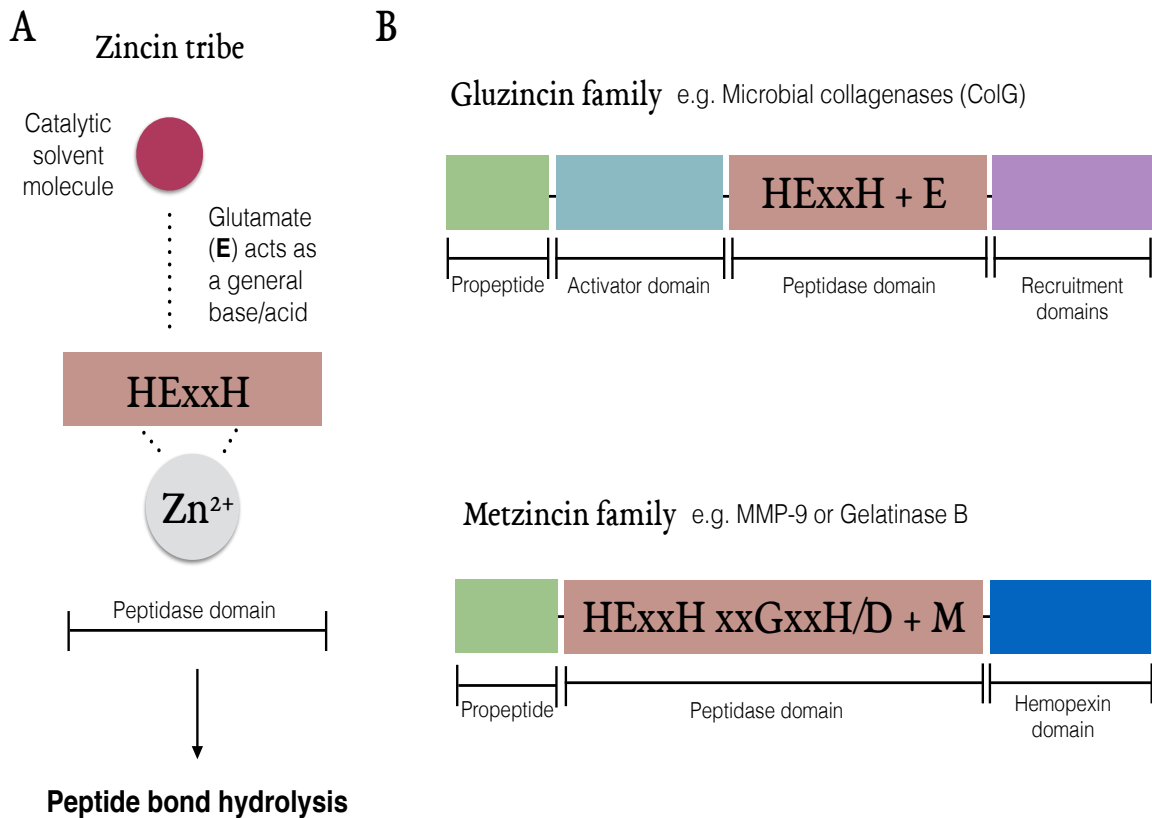 A
Zincin tribe
Catalytic
solvent
molecule
Glutamate
(E) acts as
a general
base/acid
HExxH
Zn²⁺
Peptidase domain
Peptide bond hydrolysis
B
Gluzincin family e.g. Microbial collagenases (ColG)
HExxH + E
Propeptide
Activator domain
Peptidase domain
Recruitment
domains
Metzincin family e.g. MMP-9 or Gelatinase B
HExxH xxGxxH/D + M
Propeptide
Peptidase domain
Hemopexin
domain